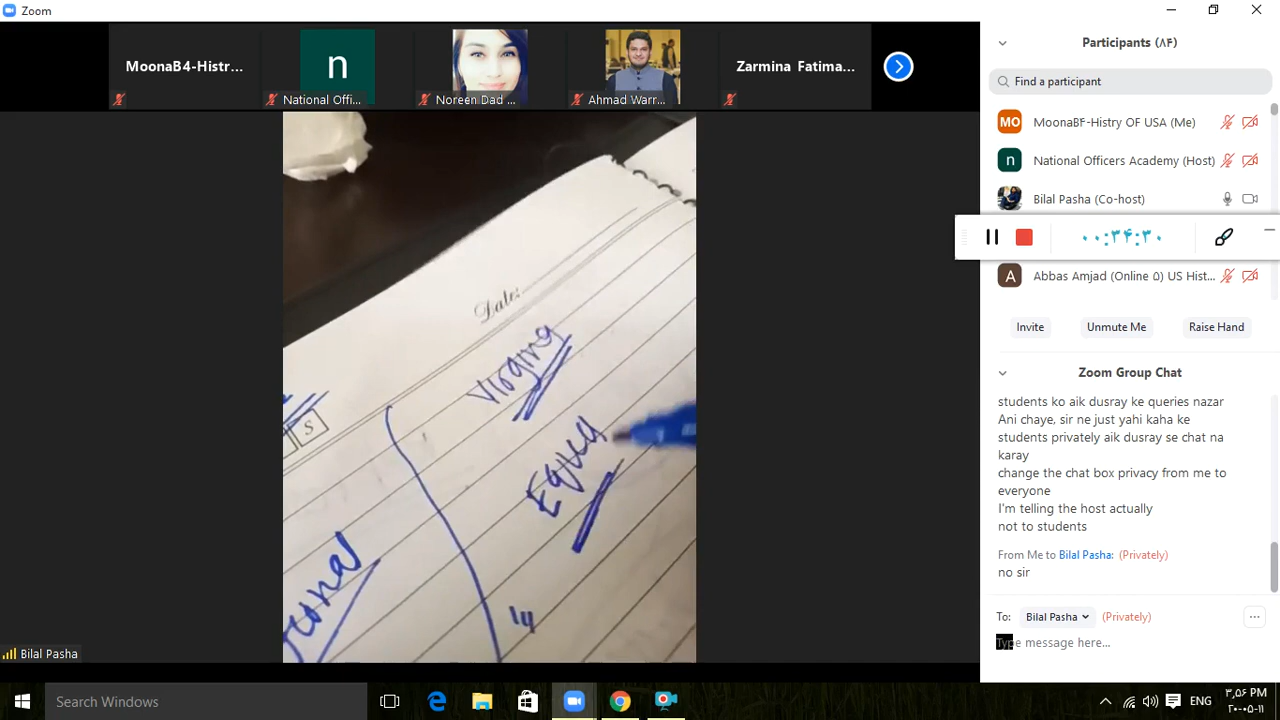 Zoom
MoonaB4-Histr...
n
National Offi...
Noreen Dad ...
Ahmad Warr...
Zarmina Fatima...
Participants (۸۴)
Find a participant
MO
MoonaB۴-Histry OF USA (Me)
n
National Officers Academy (Host)
Bilal Pasha (Co-host)
۰۰:۳۴:۳۰
A
Abbas Amjad (Online ۵) US Hist...
Invite
Unmute Me
Raise Hand
Zoom Group Chat
students ko aik dusray ke queries nazar
Ani chaye, sir ne just yahi kaha ke
students privately aik dusray se chat na
karay
change the chat box privacy from me to
everyone
I'm telling the host actually
not to students
From Me to Bilal Pasha: (Privately)
no sir
To: Bilal Pasha (Privately)
Type message here...
Date:
S
Equal
Bilal Pasha
Search Windows
ENG
۳,۵۶ PM
۲۰۰۰-۵-۱۱